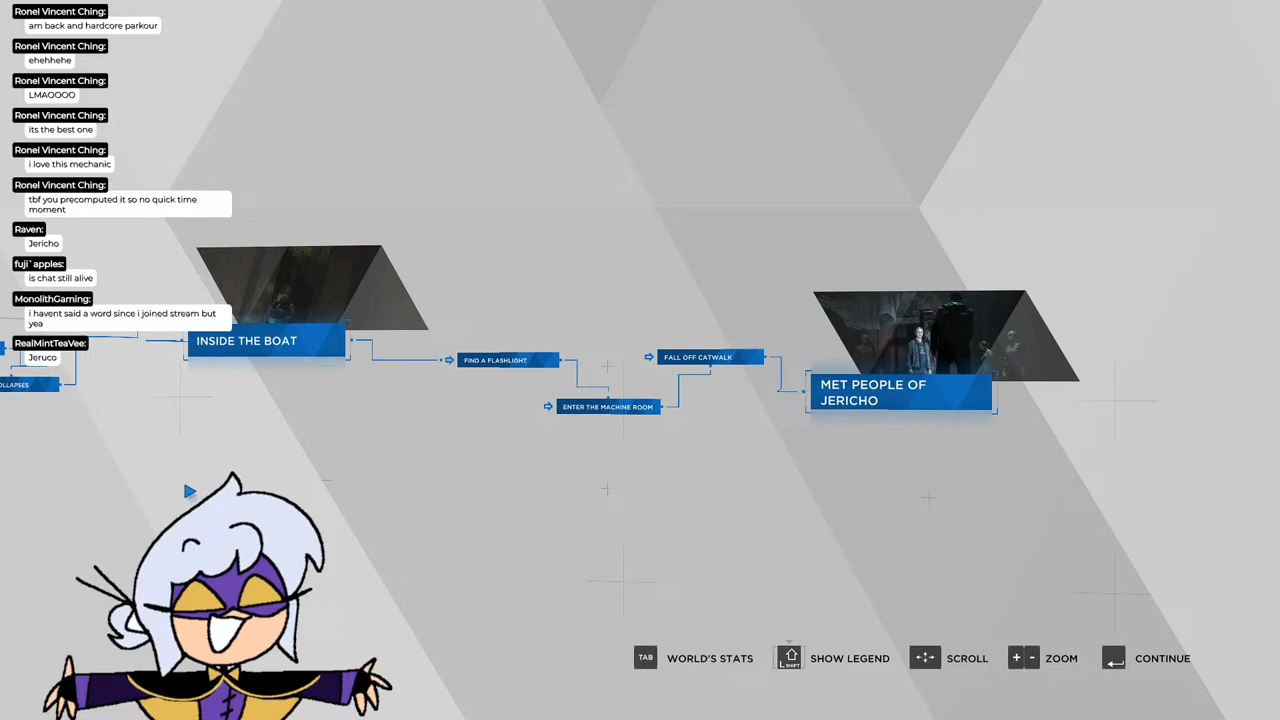 Ronel Vincent Ching:
am back and hardcore parkour
Ronel Vincent Ching:
ehehhehe
Ronel Vincent Ching:
LMAOOOO
Ronel Vincent Ching:
its the best one
Ronel Vincent Ching:
i love this mechanic
Ronel Vincent Ching:
tbf you precomputed it so no quick time
moment
Raven:
Jericho
fuji`apples:
is chat still alive
MonolithGaming:
i havent said a word since i joined stream but
yea
RealMintTeaVee:
Jeruco
OLLAPSES
INSIDE THE BOAT
FIND A FLASHLIGHT
ENTER THE MACHINE ROOM
FALL OFF CATWALK
MET PEOPLE OF
JERICHO
TAB WORLD'S STATS
L SHIFT SHOW LEGEND
SCROLL
+ - ZOOM
CONTINUE